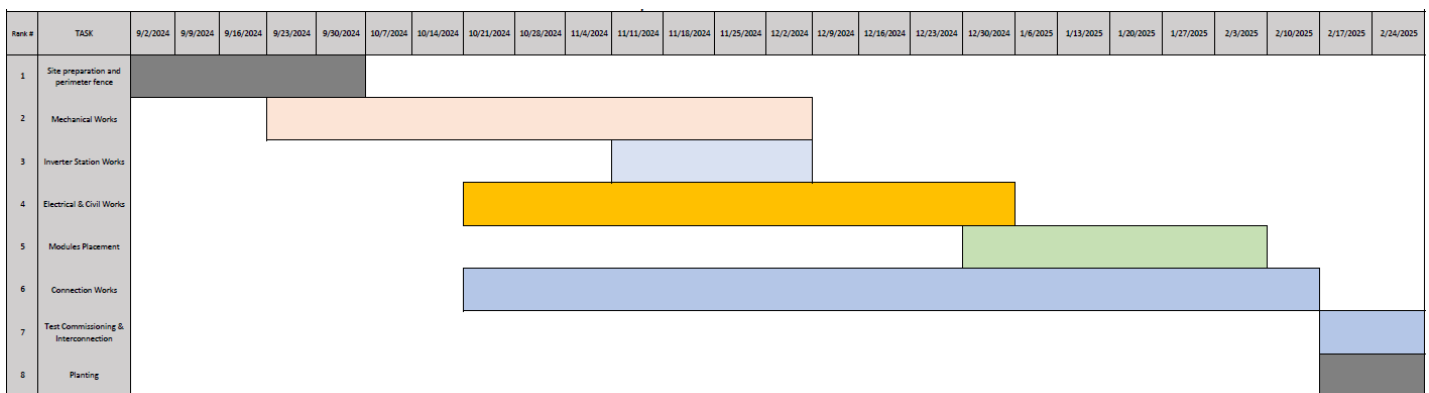 Rank # TASK 9/2/2024 9/9/2024 9/16/2024 9/23/2024 9/30/2024 10/7/2024 10/14/2024 10/21/2024 10/28/2024 11/4/2024 11/11/2024 11/18/2024 11/25/2024 12/2/2024 12/9/2024 12/16/2024 12/23/2024 12/30/2024 1/6/2025 1/13/2025 1/20/2025 1/27/2025 2/3/2025 2/10/2025 2/17/2025 2/24/2025
1 Site preparation and
perimeter fence
2 Mechanical Works
3 Inverter Station Works
4 Electrical & Civil Works
5 Modules Placement
6 Connection Works
7 Test Commissioning &
Interconnection
8 Planting